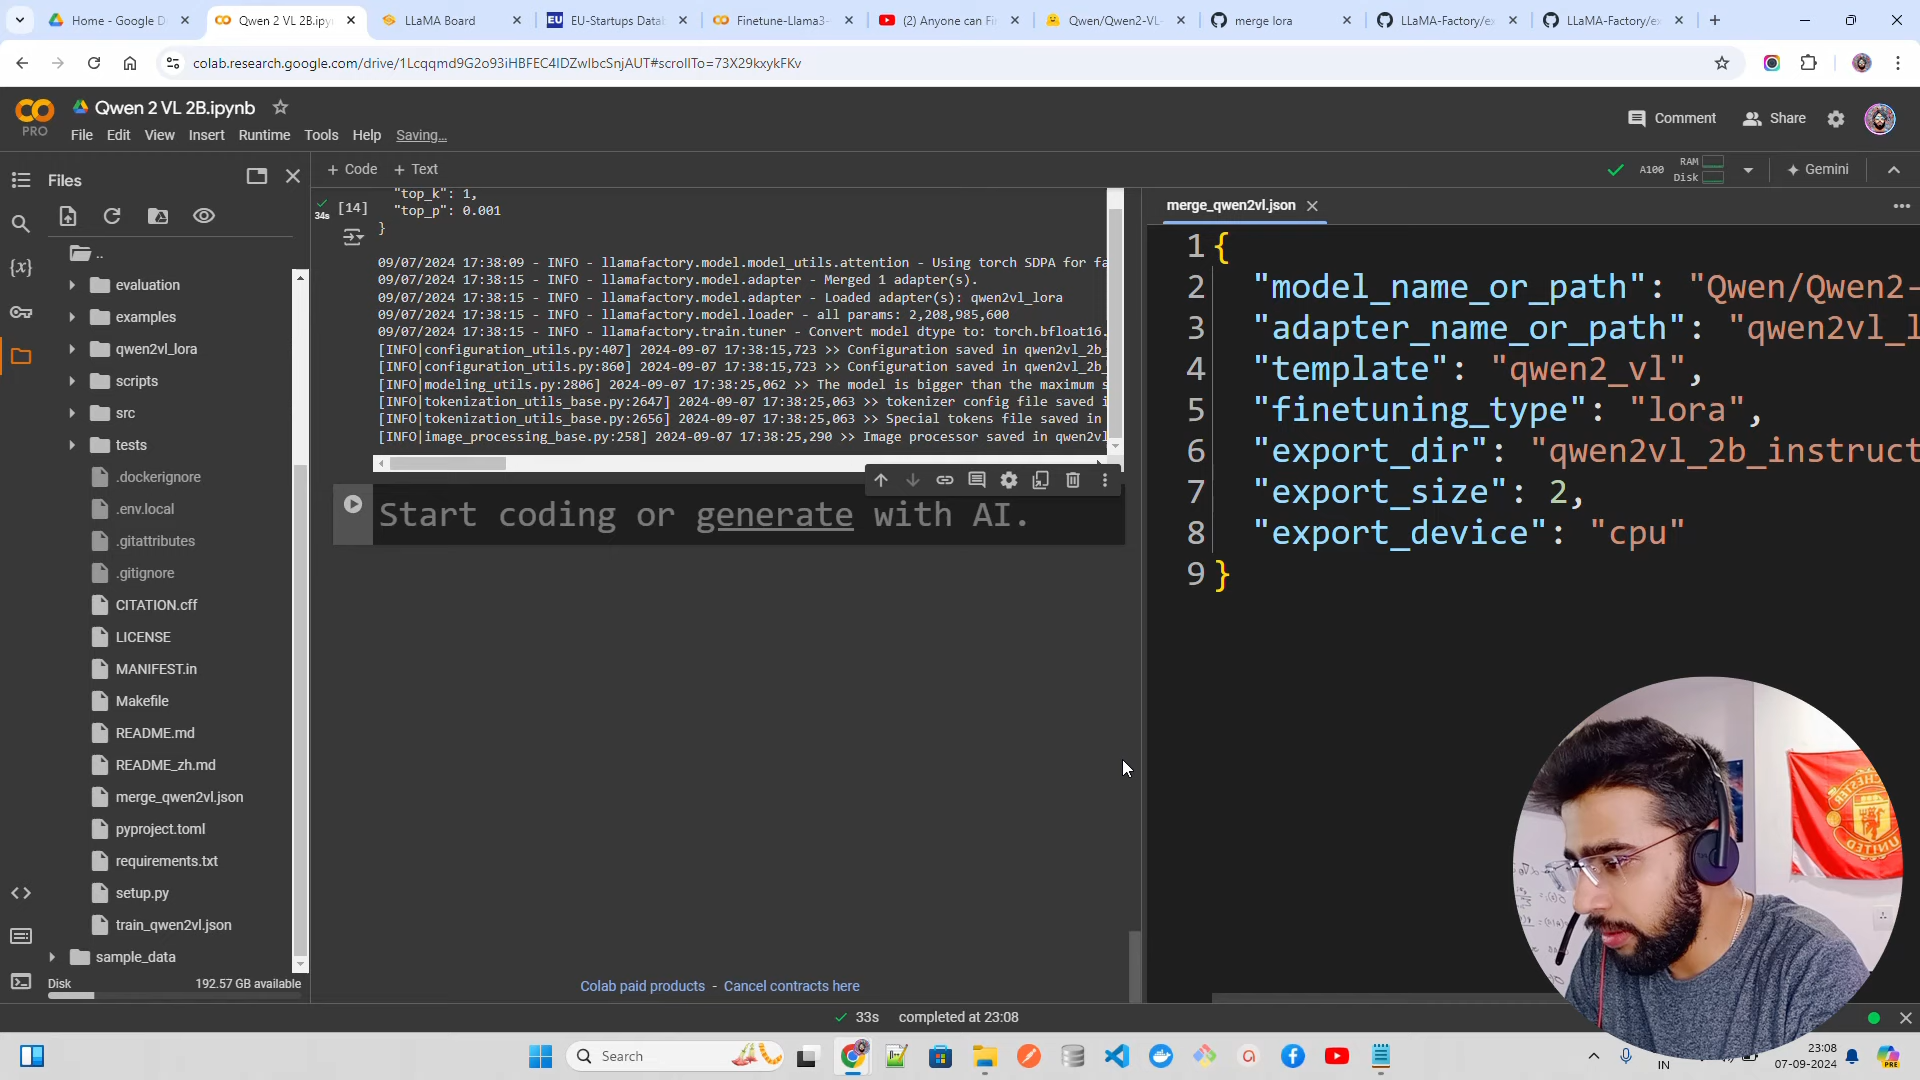 Home - Google D
Qwen 2 VL 2B.ipy
LLaMA Board
EU-Startups Datab
Finetune-Llama3-
(2) Anyone can Fi
Qwen/Qwen2-VL-
merge lora
LLaMA-Factory/ex
LLaMA-Factory/ex
colab.research.google.com/drive/1Lcqqmd9G2o93iHBFEC4IDZwIbcSnjAUT#scrollTo=73X29kxykFKv
PRO
Qwen 2 VL 2B.ipynb
File Edit View Insert Runtime Tools Help Saving...
Comment
Share
Files
+ Code + Text
A100
RAM
Disk
Gemini
..
evaluation
examples
qwen2vl_lora
scripts
src
tests
.dockerignore
.env.local
.gitattributes
.gitignore
CITATION.cff
LICENSE
MANIFEST.in
Makefile
README.md
README_zh.md
merge_qwen2vl.json
pyproject.toml
requirements.txt
setup.py
train_qwen2vl.json
sample_data
Disk 192.57 GB available
34s
[14]
"top_k": 1,
"top_p": 0.001
}
09/07/2024 17:38:09 - INFO - llamafactory.model.model_utils.attention - Using torch SDPA for fa
09/07/2024 17:38:15 - INFO - llamafactory.model.adapter - Merged 1 adapter(s).
09/07/2024 17:38:15 - INFO - llamafactory.model.adapter - Loaded adapter(s): qwen2vl_lora
09/07/2024 17:38:15 - INFO - llamafactory.model.loader - all params: 2,208,985,600
09/07/2024 17:38:15 - INFO - llamafactory.train.tuner - Convert model dtype to: torch.bfloat16.
[INFO|configuration_utils.py:407] 2024-09-07 17:38:15,723 >> Configuration saved in qwen2vl_2b_
[INFO|configuration_utils.py:860] 2024-09-07 17:38:15,723 >> Configuration saved in qwen2vl_2b_
[INFO|modeling_utils.py:2806] 2024-09-07 17:38:25,062 >> The model is bigger than the maximum s
[INFO|tokenization_utils_base.py:2647] 2024-09-07 17:38:25,063 >> tokenizer config file saved i
[INFO|tokenization_utils_base.py:2656] 2024-09-07 17:38:25,063 >> Special tokens file saved in
[INFO|image_processing_base.py:258] 2024-09-07 17:38:25,290 >> Image processor saved in qwen2vl
Start coding or generate with AI.
Colab paid products - Cancel contracts here
merge_qwen2vl.json
1 {
2 "model_name_or_path": "Qwen/Qwen2-
3 "adapter_name_or_path": "qwen2vl_l
4 "template": "qwen2_vl",
5 "finetuning_type": "lora",
6 "export_dir": "qwen2vl_2b_instruct
7 "export_size": 2,
8 "export_device": "cpu"
9 }
33s completed at 23:08
MANCHESTER
UNITED
Search
IN
23:08
07-09-2024
PRE